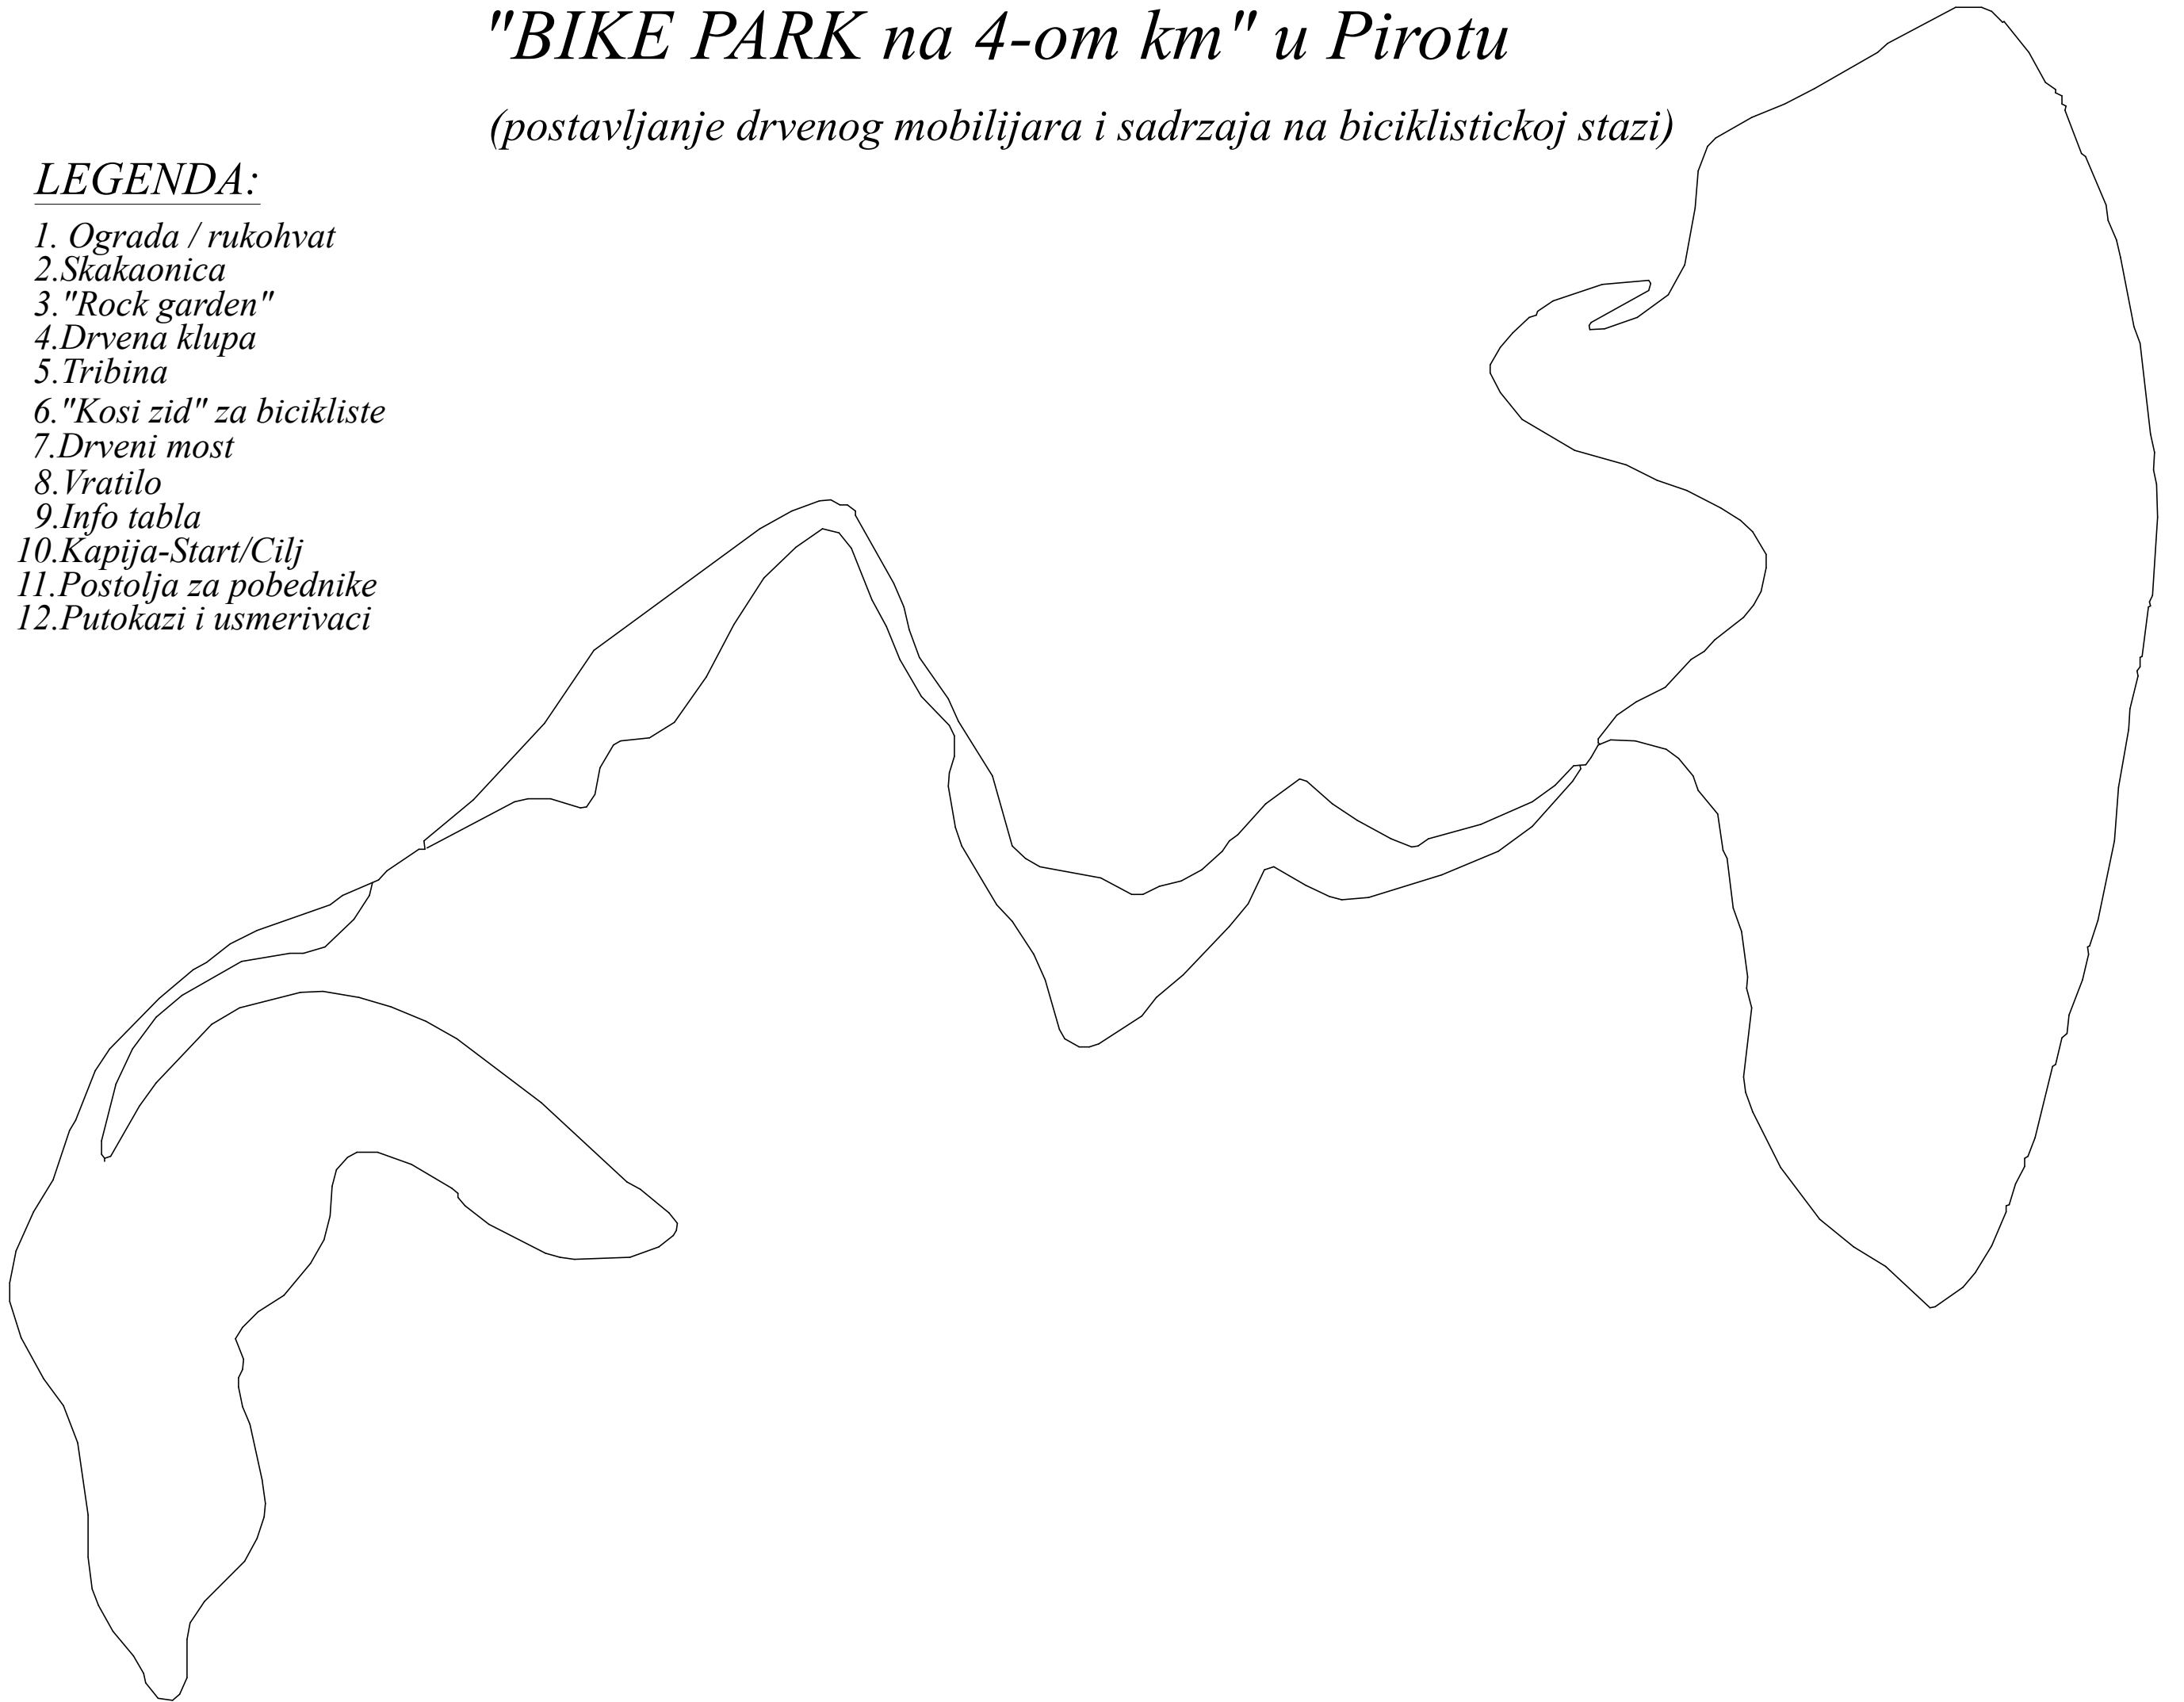 "BIKE PARK na 4-om km" u Pirotu
(postavljanje drvenog mobilijara i sadrzaja na biciklistickoj stazi)
LEGENDA:
1. Ograda / rukohvat
2.Skakaonica
3."Rock garden"
4.Drvena klupa
5.Tribina
6."Kosi zid" za bicikliste
7.Drveni most
8.Vratilo
9.Info tabla
10.Kapija-Start/Cilj
11.Postolja za pobednike
12.Putokazi i usmerivaci